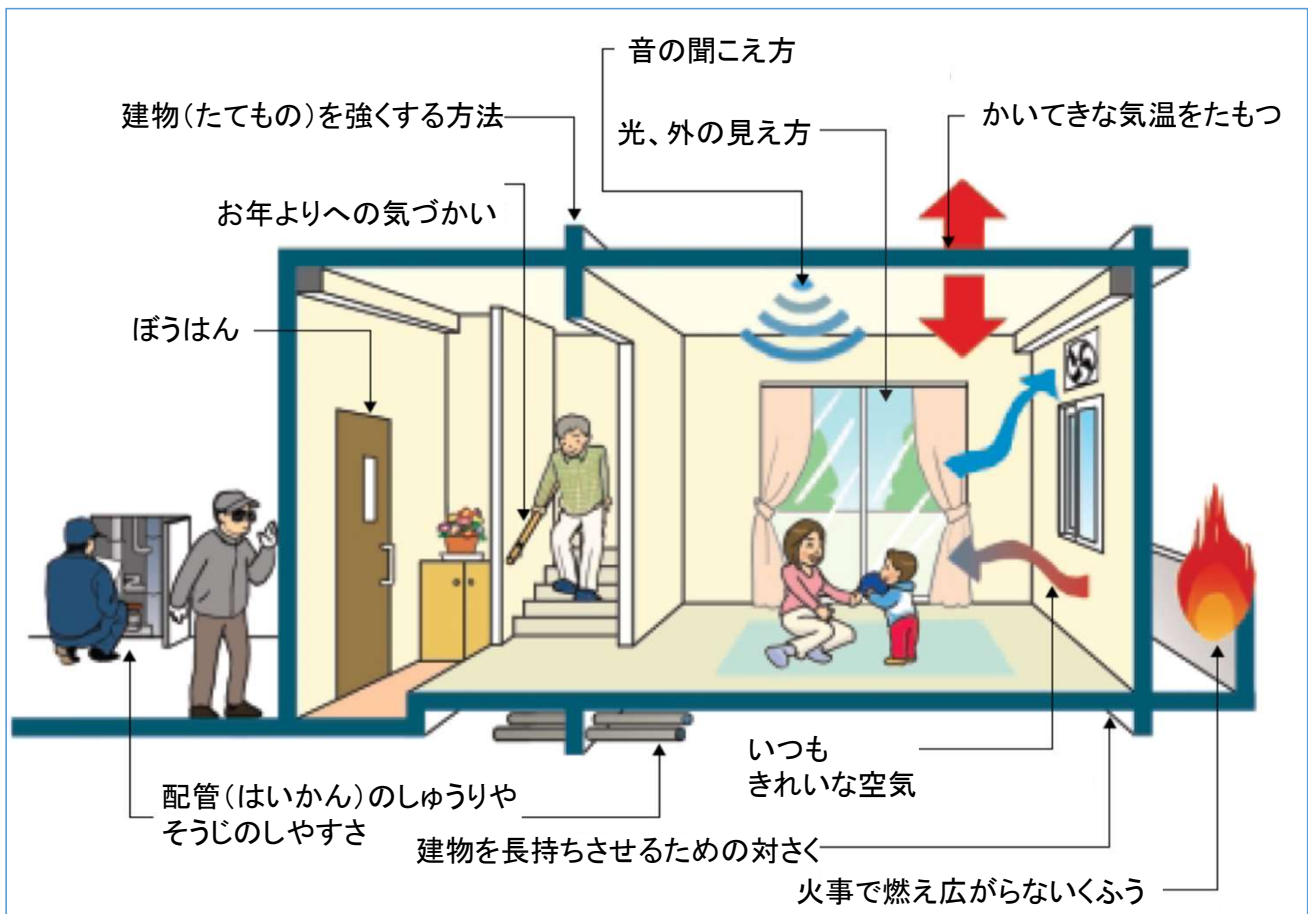 音の聞こえ方
建物(たてもの)を強くする方法
光、外の見え方
かいてきな気温をたもつ
お年よりへの気づかい
ぼうはん
いつも
きれいな空気
配管(はいかん)のしゅうりや
そうじのしやすさ
建物を長持ちさせるための対さく
火事で燃え広がらないくふう